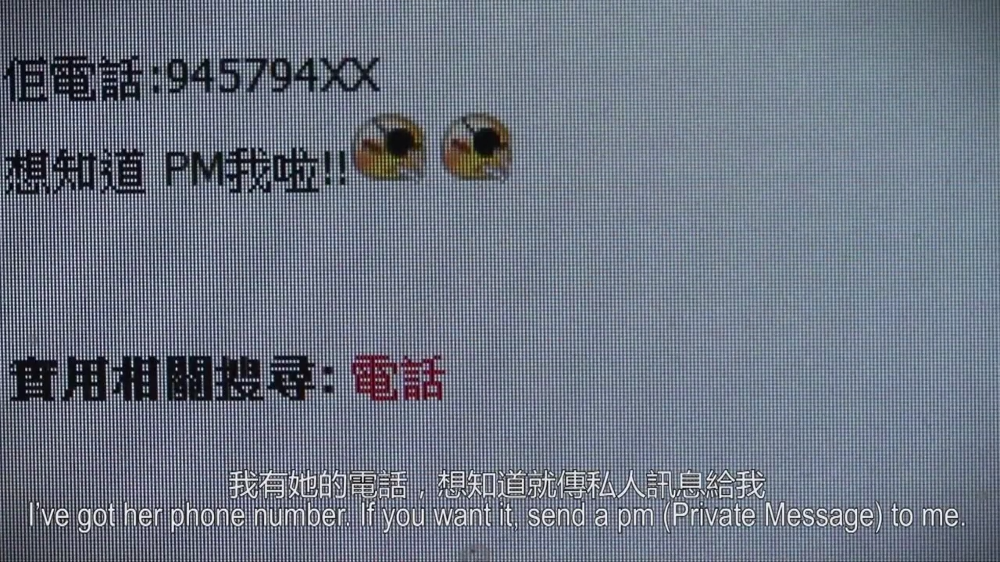 佢電話:945794XX
想知道 PM我啦!!
實用相關搜尋: 電話
我有她的電話，想知道就傳私人訊息給我
I've got her phone number. If you want it, send a pm (Private Message) to me.